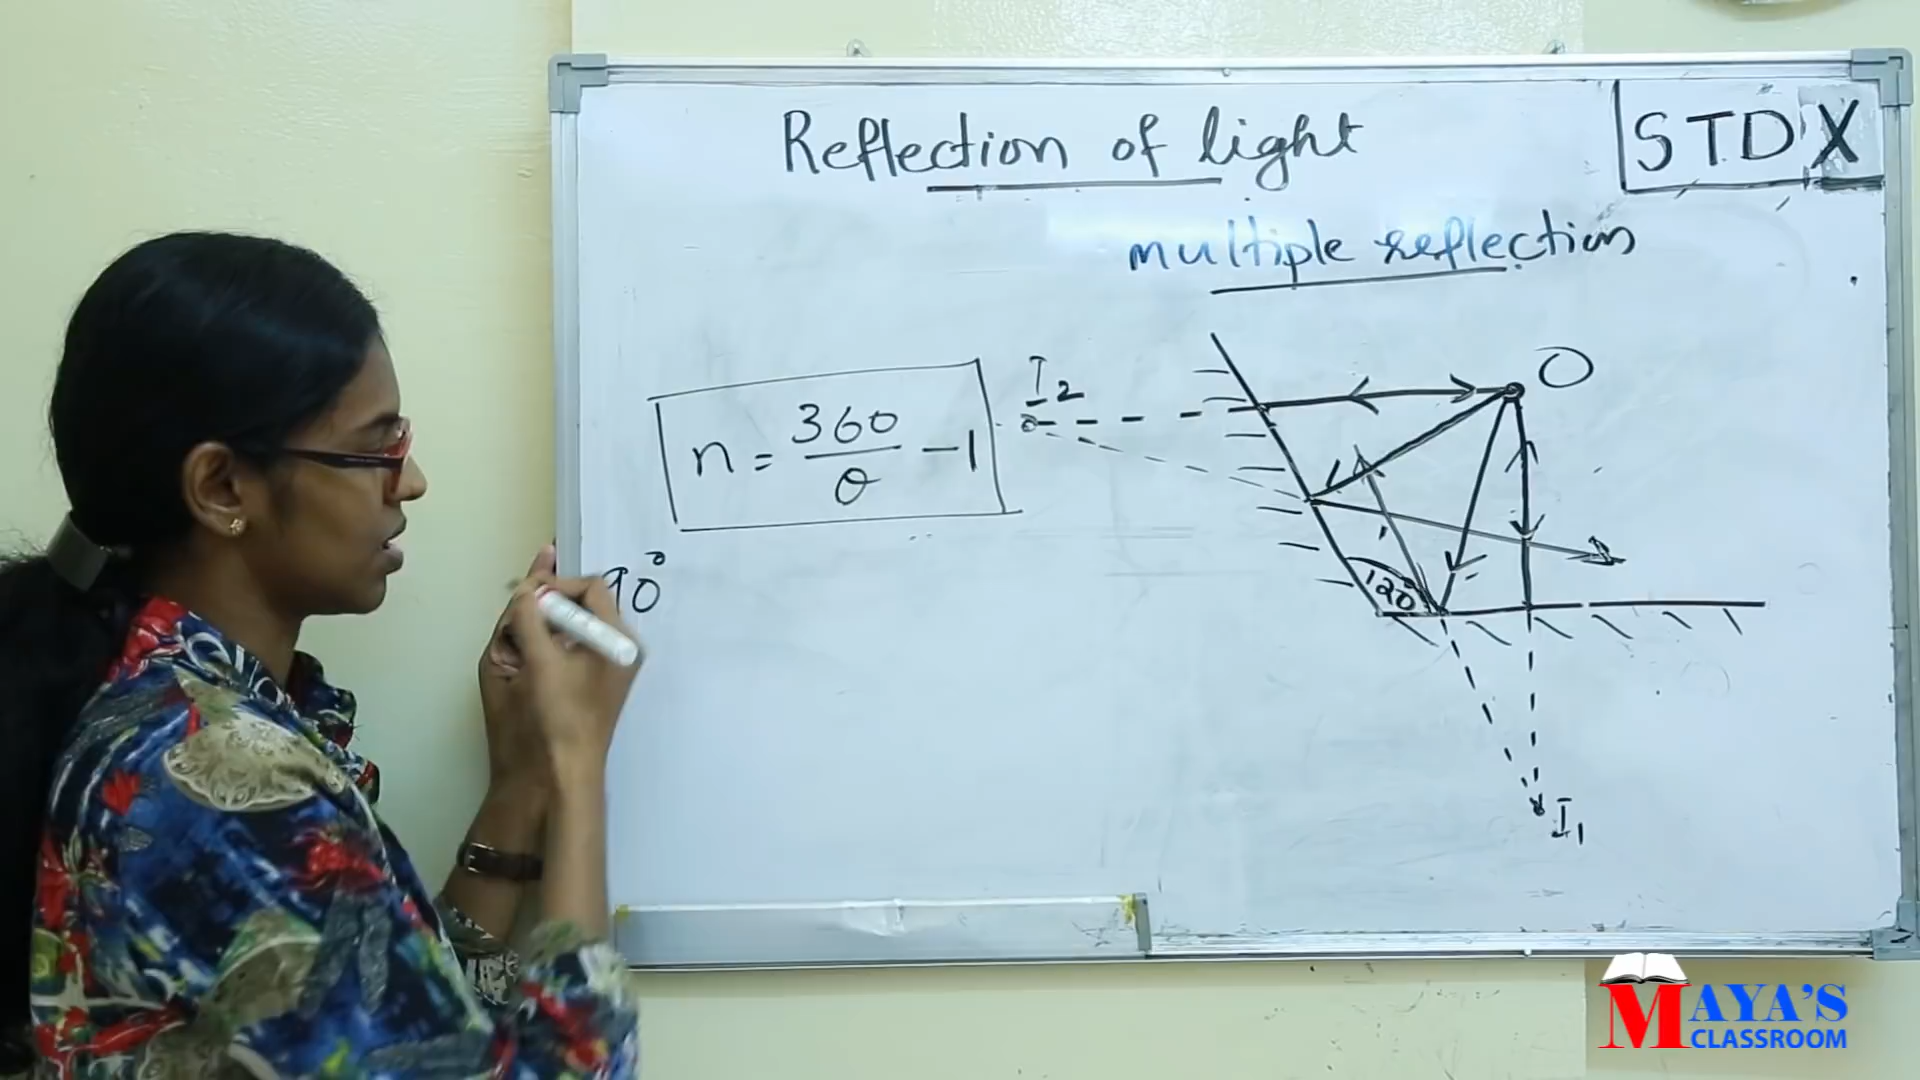 Reflection of light
STD X
multiple reflection
n = 360/θ - 1
I2
O
90°
120°
I1
MAYA'S
CLASSROOM